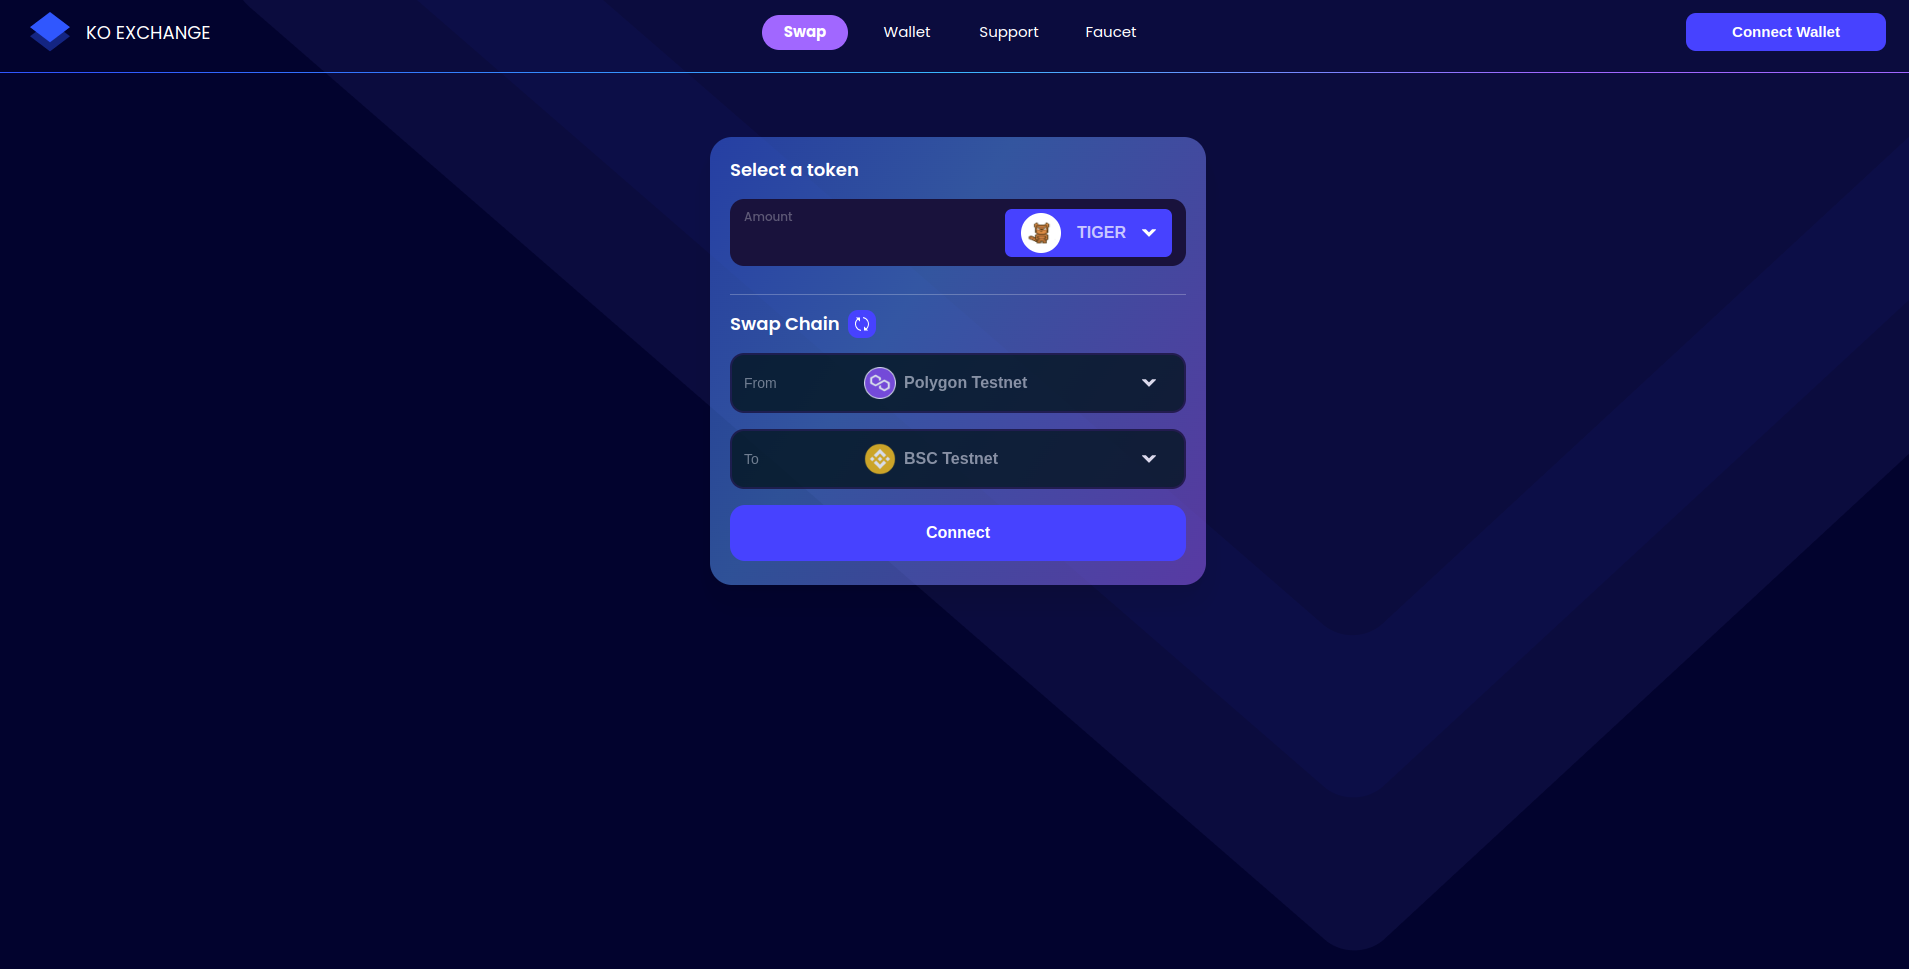 KO EXCHANGE
Swap
Wallet
Support
Faucet
Connect Wallet
Select a token
Amount
TIGER
Swap Chain
From
Polygon Testnet
To
BSC Testnet
Connect